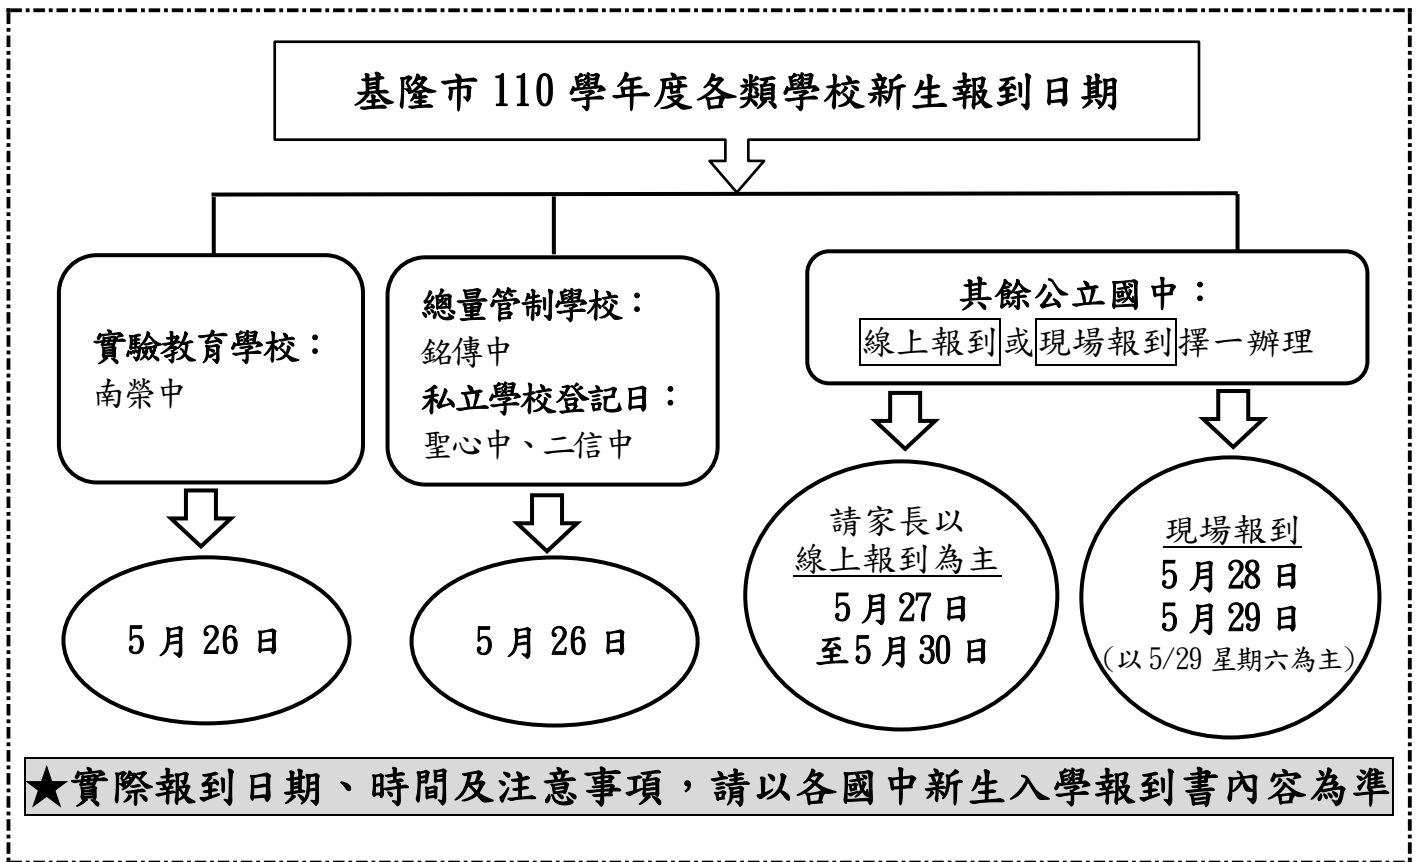 基隆市 110 學年度各類學校新生報到日期
實驗教育學校：
南榮中
總量管制學校：
銘傳中
私立學校登記日：
聖心中、二信中
其餘公立國中：
線上報到或現場報到擇一辦理
5 月 26 日
5 月 26 日
請家長以
線上報到為主
5 月 27 日
至 5 月 30 日
現場報到
5 月 28 日
5 月 29 日
(以 5/29 星期六為主)
★實際報到日期、時間及注意事項，請以各國中新生入學報到書內容為準